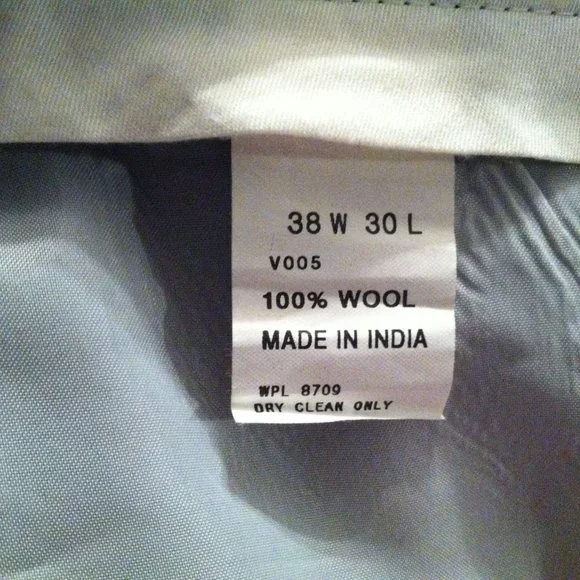 38 W 30 L
V005
100% WOOL
MADE IN INDIA
WPL 8709
DRY CLEAN ONLY